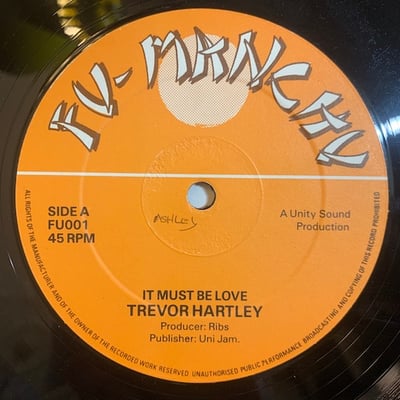 FU-MANCHU
SIDE A
FU001
45 RPM
ASHLEY
A Unity Sound
Production
IT MUST BE LOVE
TREVOR HARTLEY
Producer: Ribs
Publisher: Uni Jam.
ALL RIGHTS OF THE MANUFACTURER AND OF THE OWNER OF THE RECORDED WORK RESERVED. UNAUTHORISED PUBLIC PERFORMANCE BROADCASTING AND COPYING OF THIS RECORD PROHIBITED